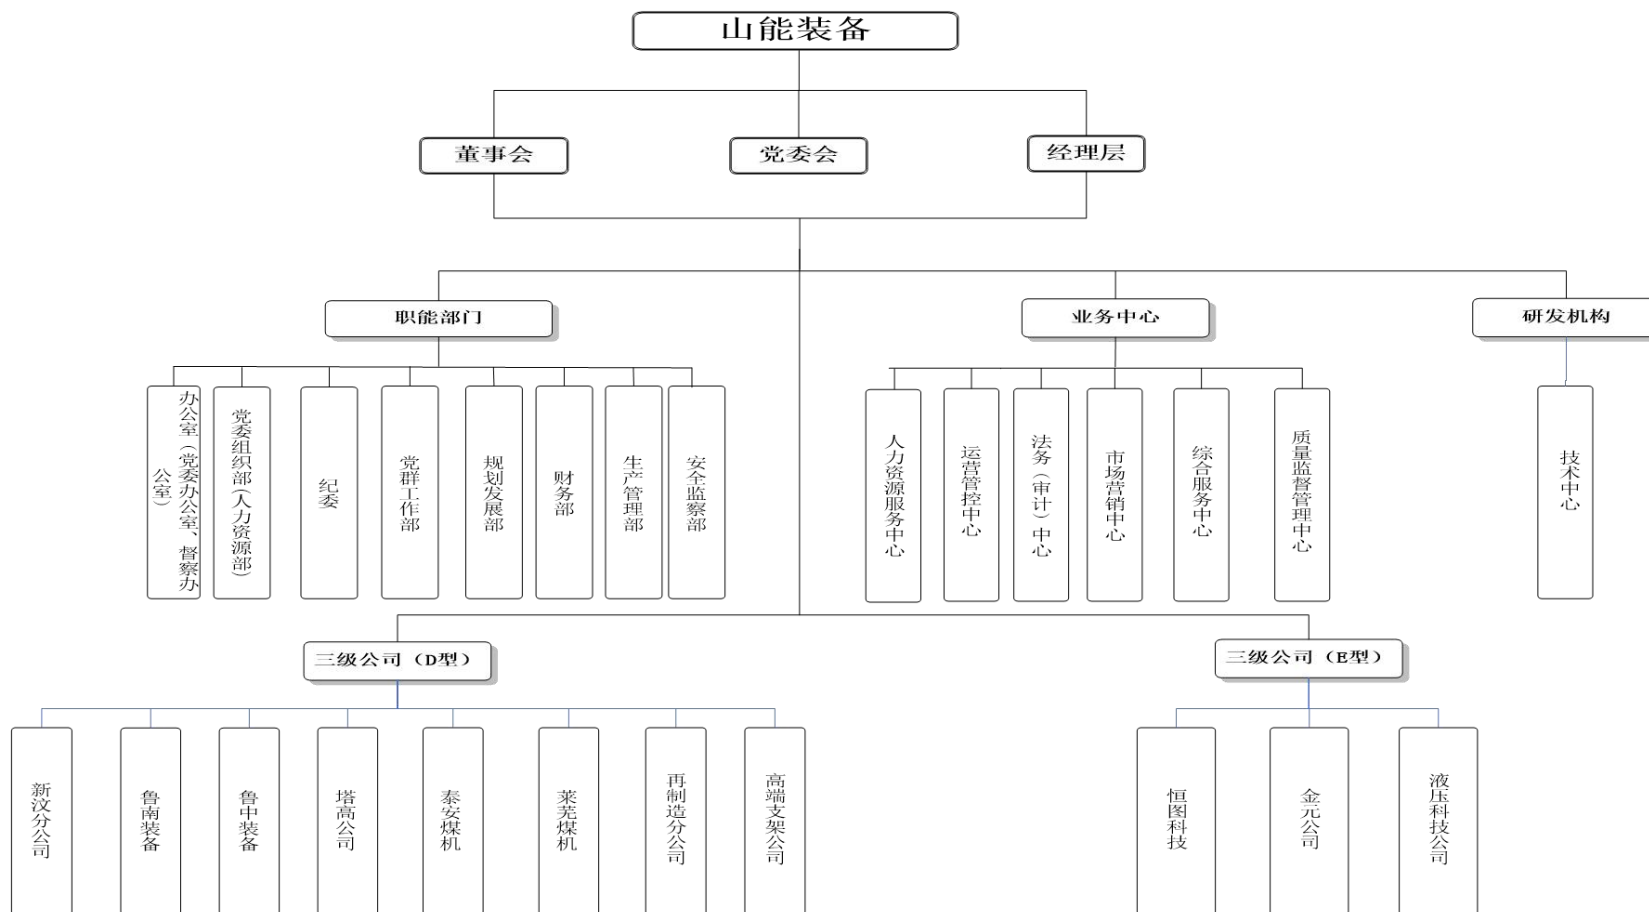 山能装备
董事会
党委会
经理层
职能部门
业务中心
研发机构
办公室（党委办公室、督察办
公室）
党委组织部(人力资源部)
纪委
党群工作部
规划发展部
财务部
生产管理部
安全监察部
人力资源服务中心
运营管控中心
法务（审计）中心
市场营销中心
综合服务中心
质量监督管理中心
技术中心
三级公司（D型）
三级公司（E型）
新汶分公司
鲁南装备
鲁中装备
塔高公司
泰安煤机
莱芜煤机
再制造分公司
高端支架公司
恒图科技
金元公司
液压科技公司